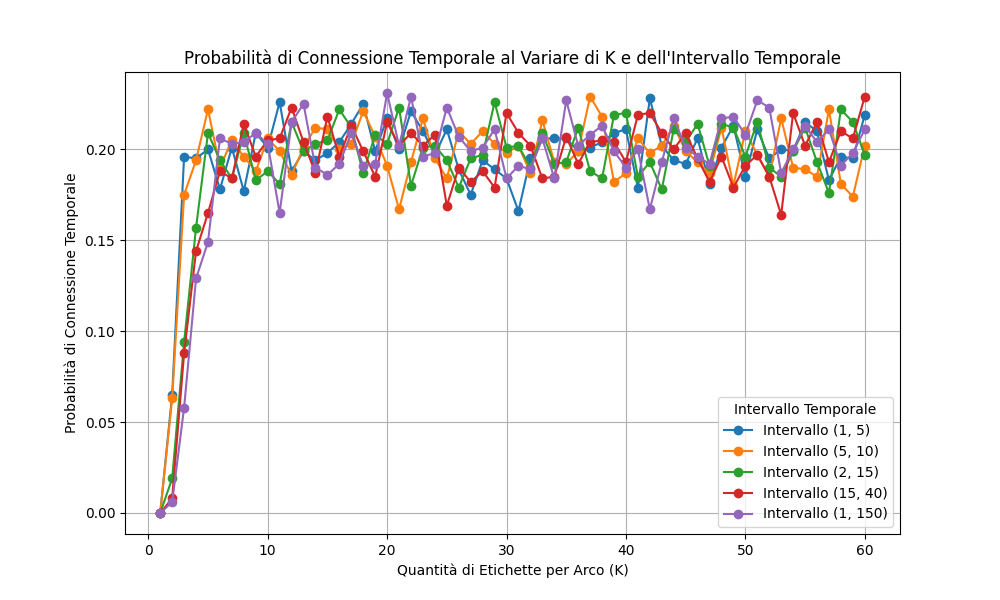 Probabilità di Connessione Temporale al Variare di K e dell'Intervallo Temporale
Probabilità di Connessione Temporale
0.20
0.15
0.10
0.05
0.00
Intervallo Temporale
Intervallo (1, 5)
Intervallo (5, 10)
Intervallo (2, 15)
Intervallo (15, 40)
Intervallo (1, 150)
0 10 20 30 40 50 60
Quantità di Etichette per Arco (K)